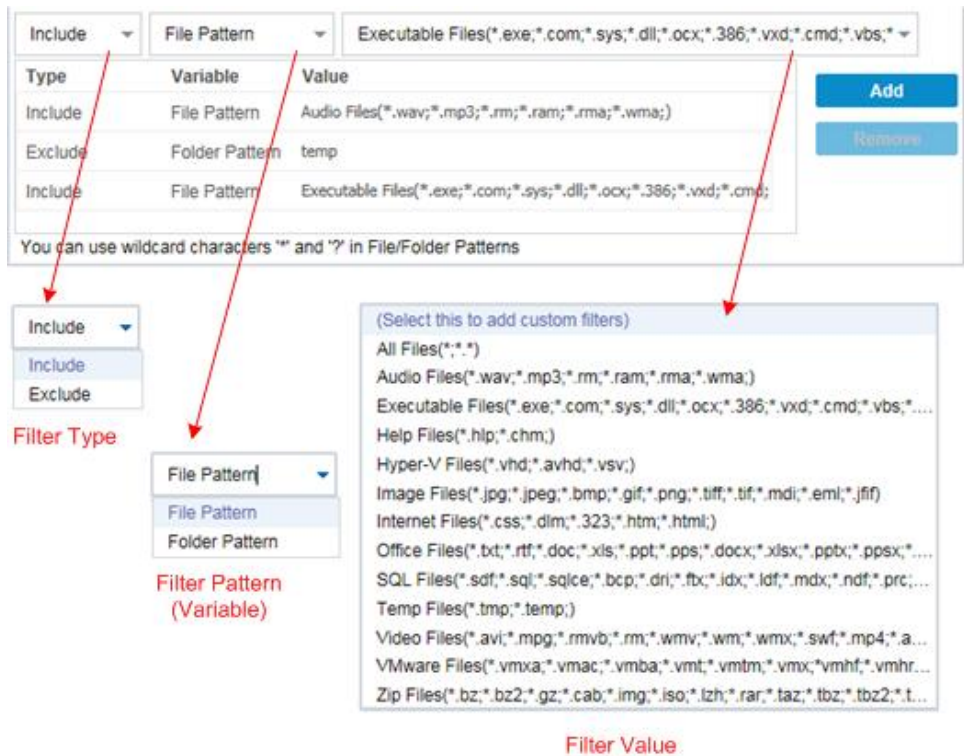 Include File Pattern Executable Files(*.exe;*.com;*.sys;*.dll;*.ocx;*.386;*.vxd;*.cmd;*.vbs;*
Type Variable Value
Include File Pattern Audio Files(*.wav;*.mp3;*.rm;*.ram;*.rma;*.wma;)
Exclude Folder Pattern temp
Include File Pattern Executable Files(*.exe;*.com;*.sys;*.dll;*.ocx;*.386;*.vxd;*.cmd;
Add
Remove
You can use wildcard characters '*' and '?' in File/Folder Patterns
Include
Include
Exclude
Filter Type
File Pattern
File Pattern
Folder Pattern
Filter Pattern
(Variable)
(Select this to add custom filters)
All Files(*;*.*)
Audio Files(*.wav;*.mp3;*.rm;*.ram;*.rma;*.wma;)
Executable Files(*.exe;*.com;*.sys;*.dll;*.ocx;*.386;*.vxd;*.cmd;*.vbs;*....
Help Files(*.hlp;*.chm;)
Hyper-V Files(*.vhd;*.avhd;*.vsv;)
Image Files(*.jpg;*.jpeg;*.bmp;*.gif;*.png;*.tiff;*.tif;*.mdi;*.eml;*.jfif)
Internet Files(*.css;*.dlm;*.323;*.htm;*.html;)
Office Files(*.txt;*.rtf;*.doc;*.xls;*.ppt;*.pps;*.docx;*.xlsx;*.pptx;*.ppsx;*....
SQL Files(*.sdf;*.sql;*.sqlce;*.bcp;*.dri;*.ftx;*.idx;*.ldf;*.mdx;*.ndf;*.prc;...
Temp Files(*.tmp;*.temp;)
Video Files(*.avi;*.mpg;*.rmvb;*.rm;*.wmv;*.wm;*.wmx;*.swf;*.mp4;*.a...
VMware Files(*.vmxa;*.vmac;*.vmba;*.vmt;*.vmtm;*.vmx;*vmhf;*.vmhr...
Zip Files(*.bz;*.bz2;*.gz;*.cab;*.img;*.iso;*.lzh;*.rar;*.taz;*.tbz;*.tbz2;*.t...
Filter Value